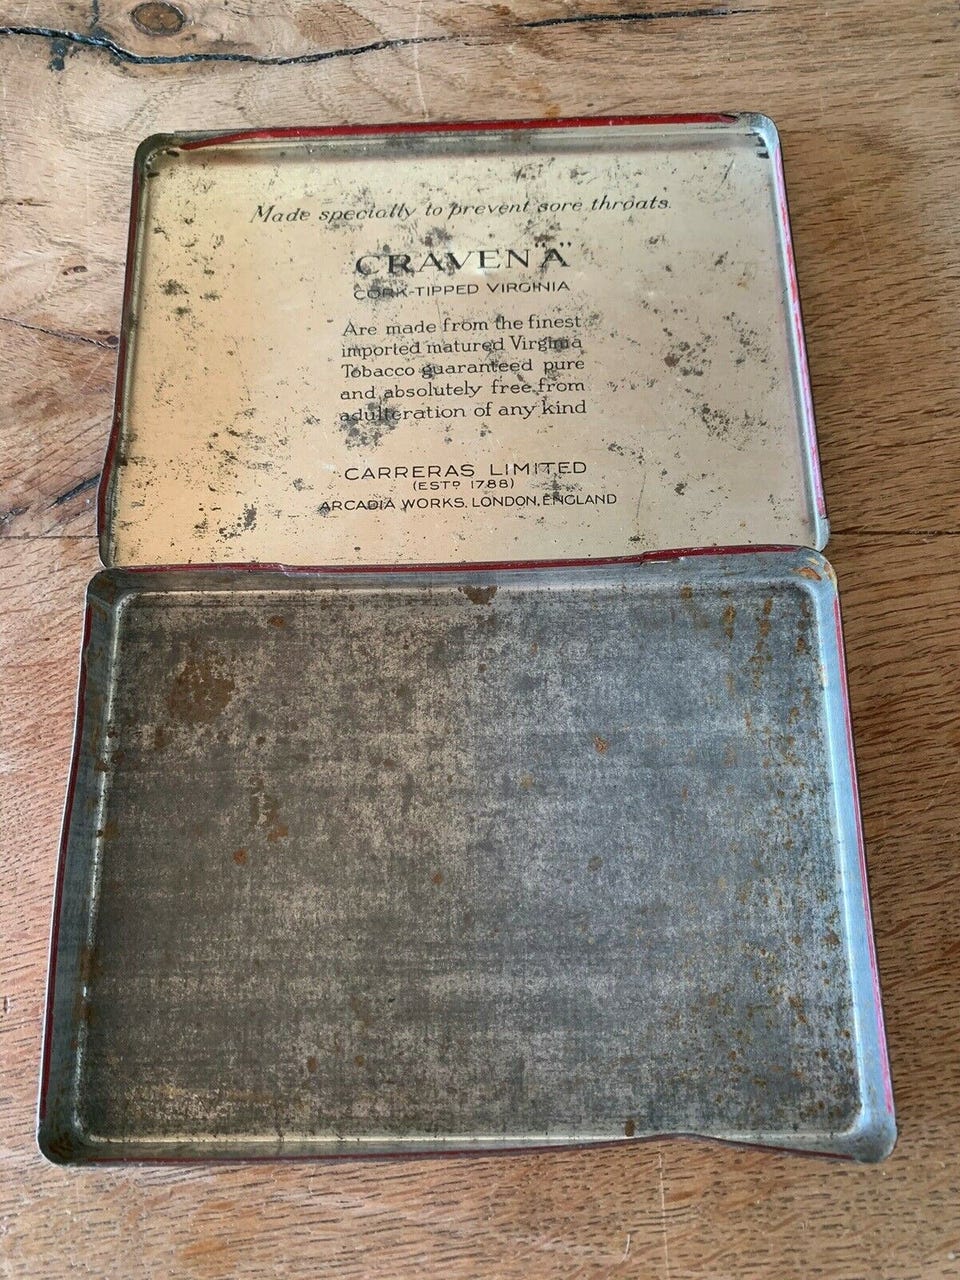 Made specially to prevent sore throats.
CRAVEN "A"
CORK-TIPPED VIRGINIA
Are made from the finest
imported matured Virginia
Tobacco guaranteed pure
and absolutely free from
adulteration of any kind
CARRERAS LIMITED
(ESTD 1788)
ARCADIA WORKS, LONDON, ENGLAND